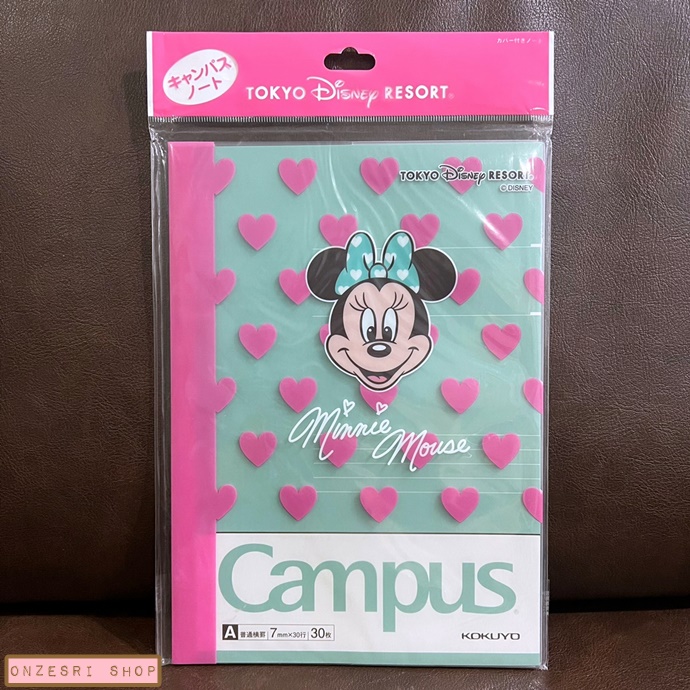 カバー付きノート
キャンパス
ノート
TOKYO Disney RESORT®
TOKYO Disney RESORT®
© DISNEY
Minnie Mouse
Campus®
A 普通横罫 7mm×30行 30枚
KOKUYO
ONZESRI SHOP